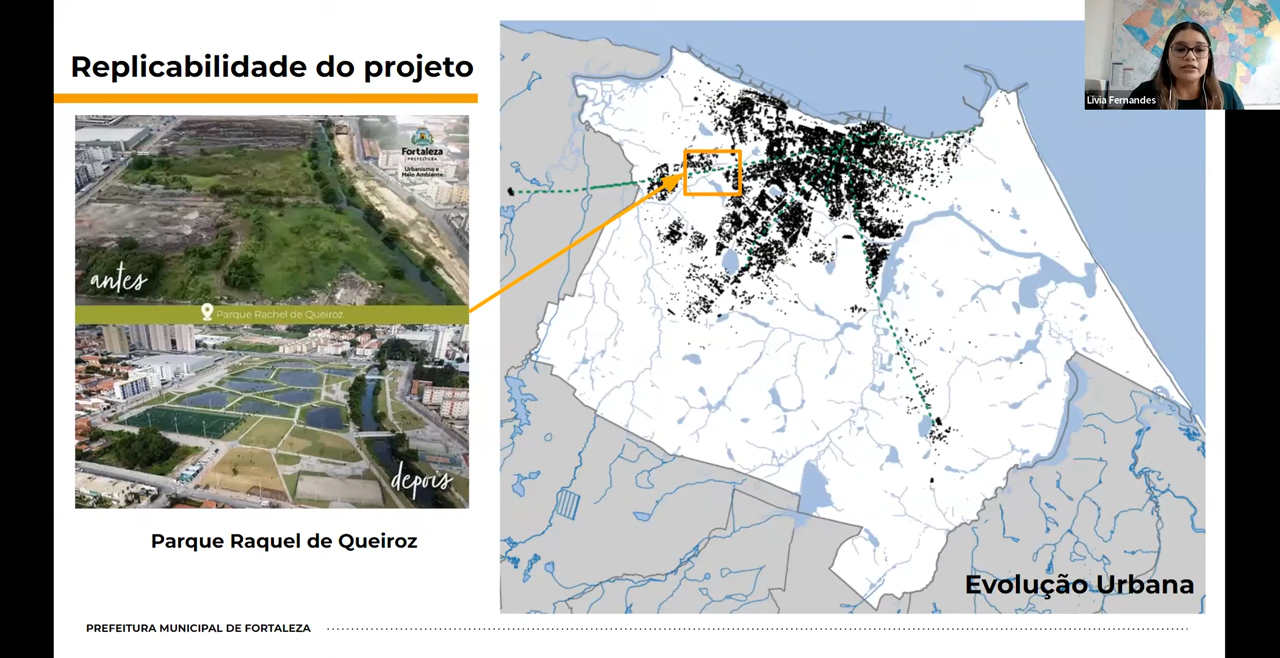 Replicabilidade do projeto
Fortaleza
PREFEITURA
Urbanismo e
Meio Ambiente
antes
Parque Rachel de Queiroz
depois
Parque Raquel de Queiroz
Evolução Urbana
PREFEITURA MUNICIPAL DE FORTALEZA
Lívia Fernandes